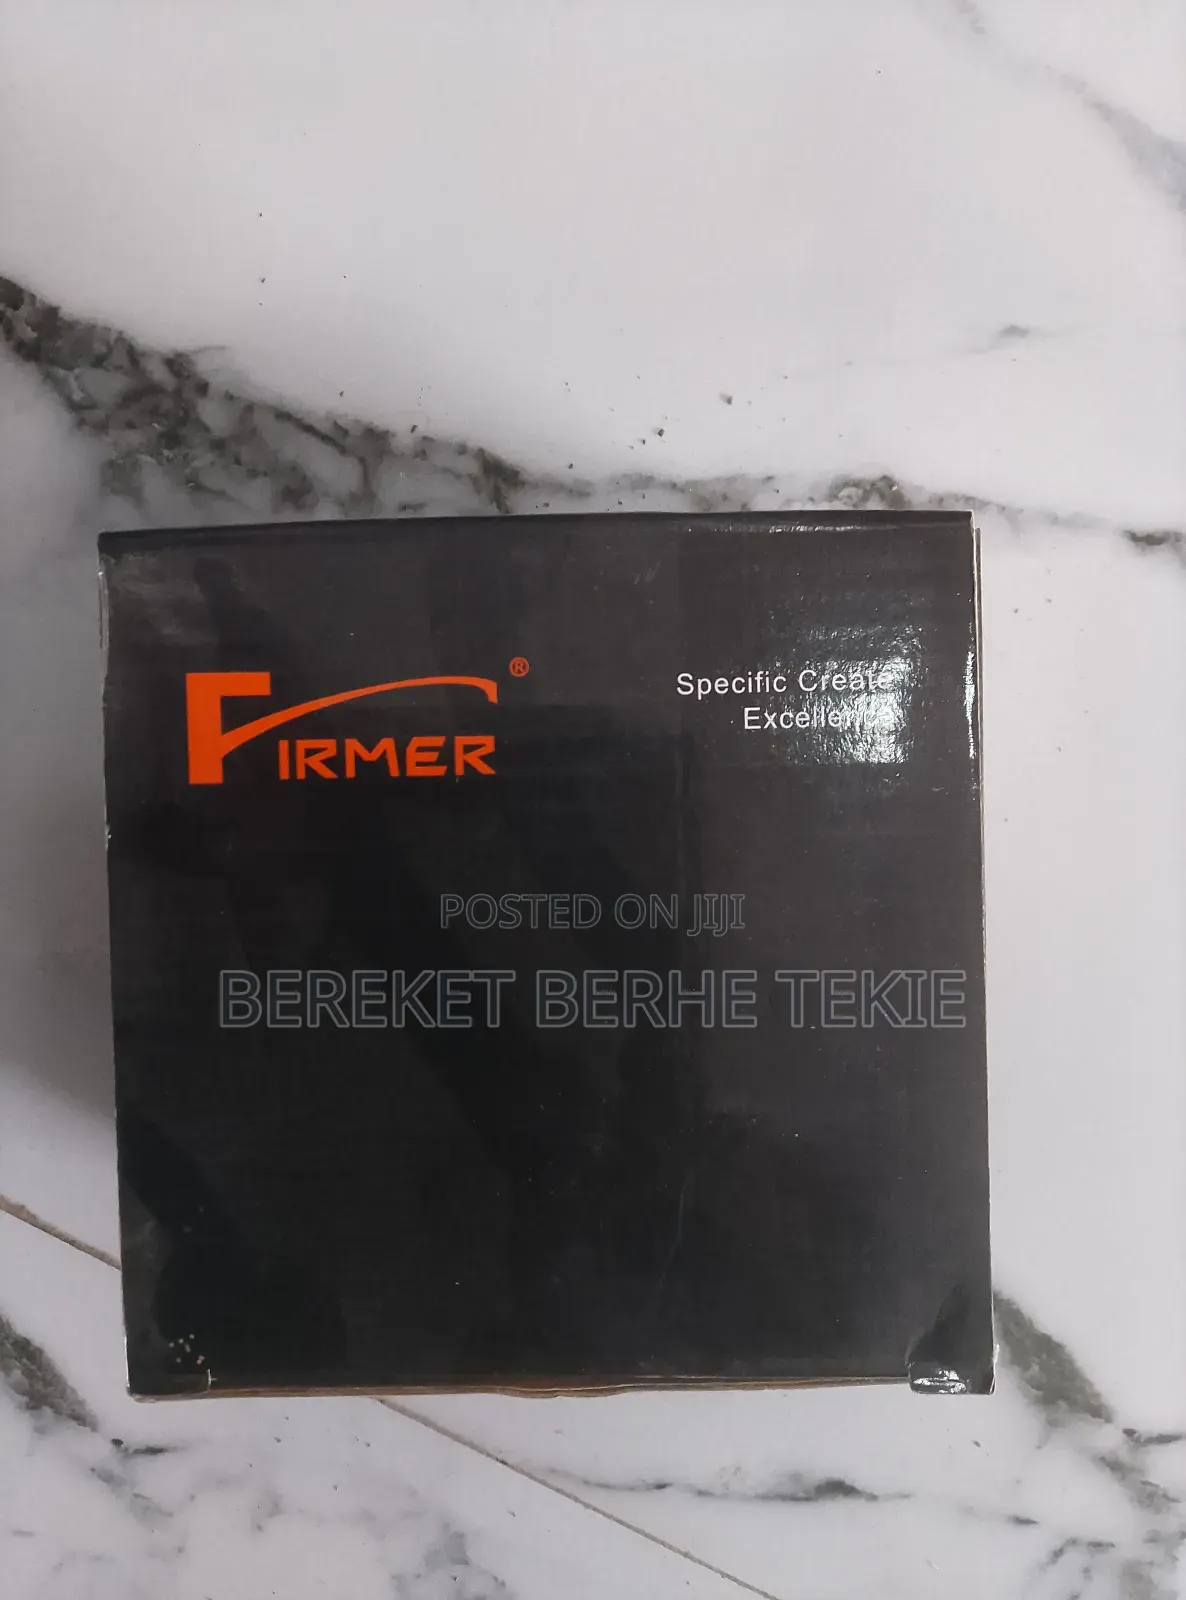 FIRMER ®
Specific Create
Excellence
POSTED ON JIJI
BEREKET BERHE TEKIE